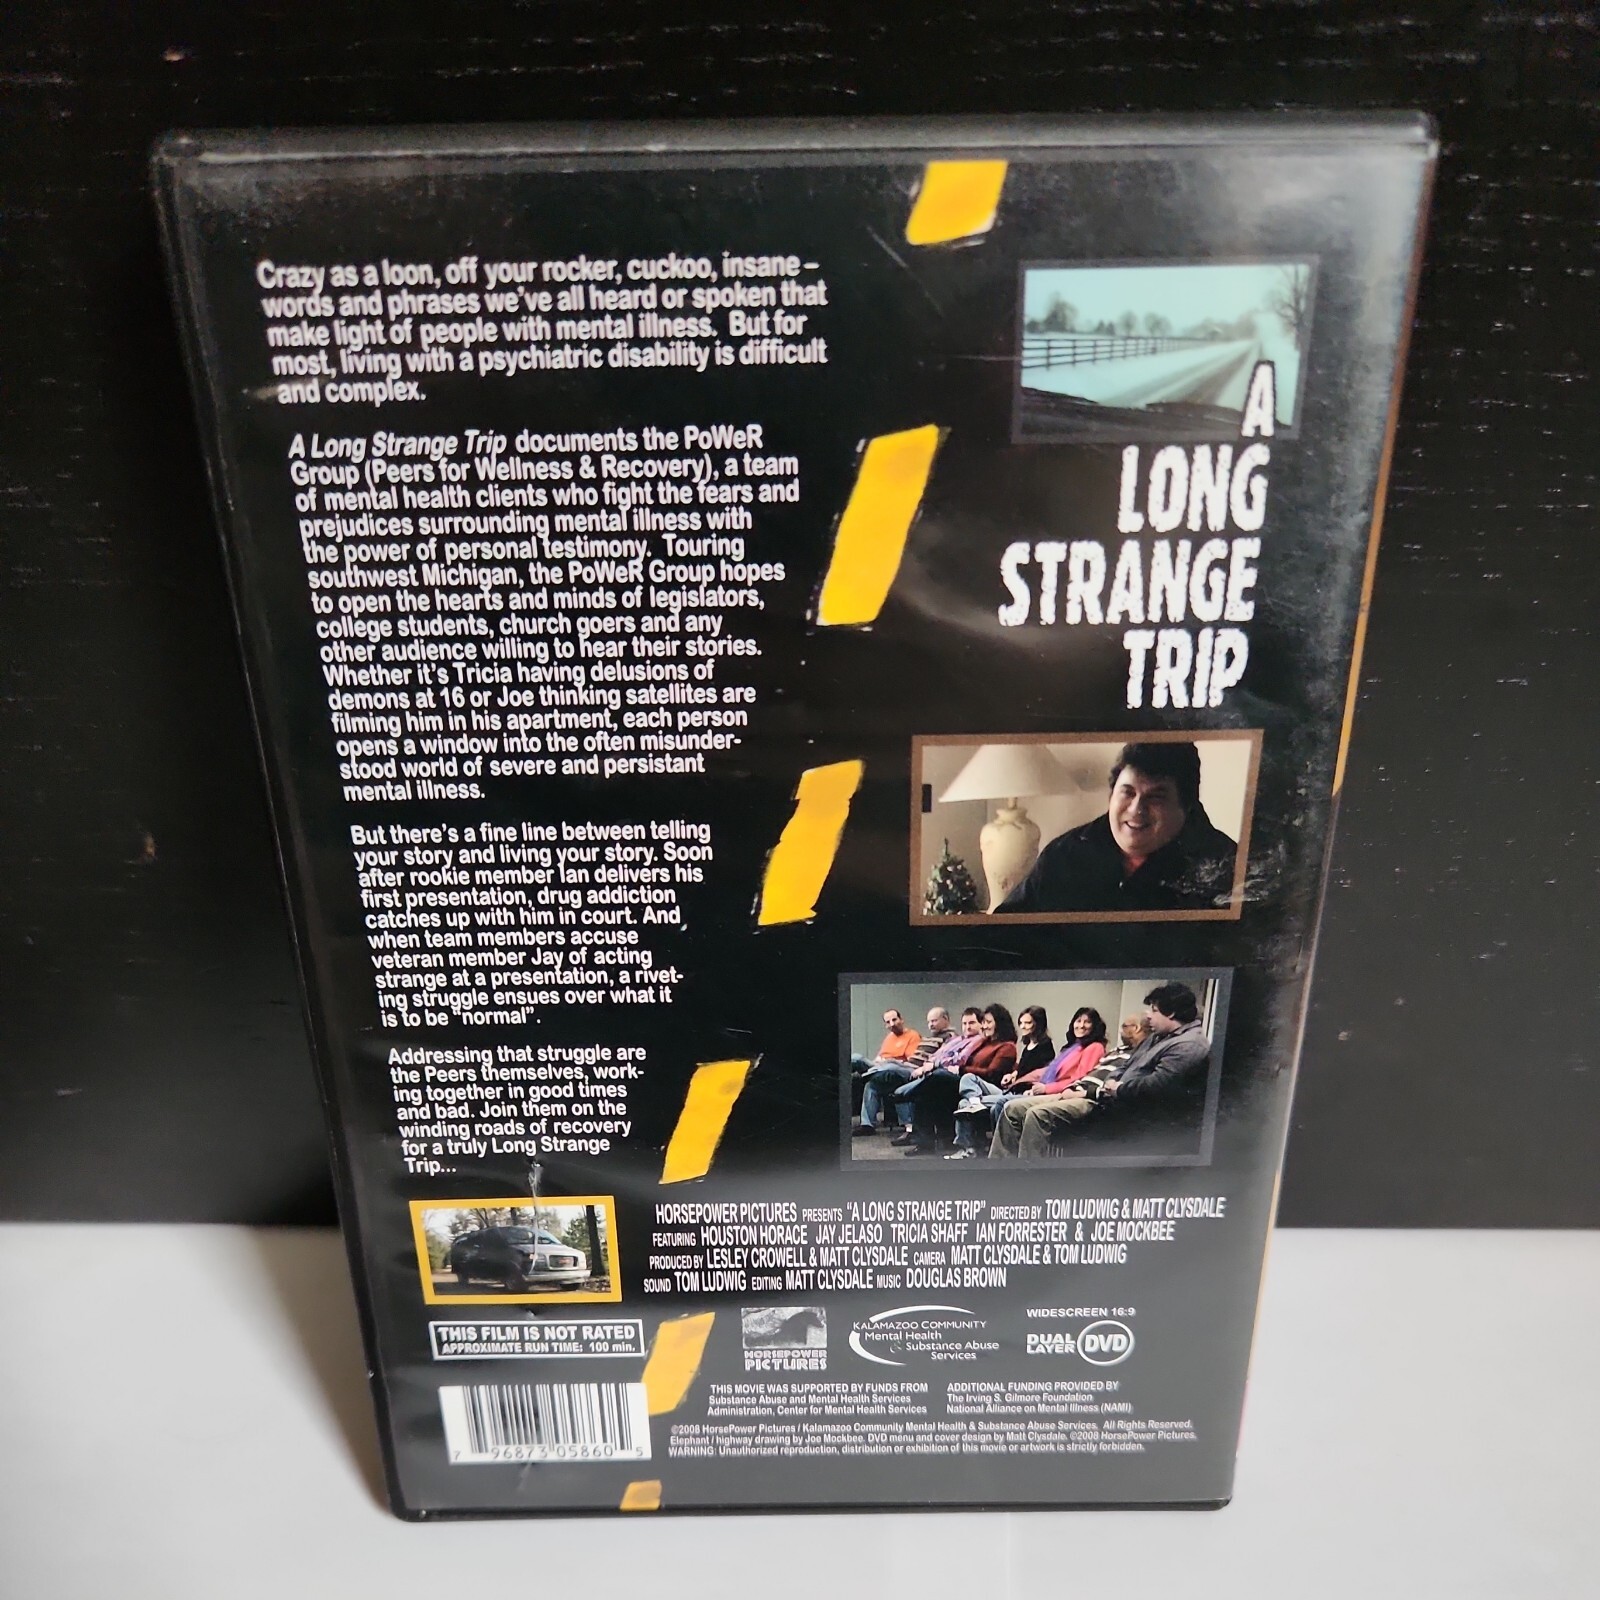 Crazy as a loon, off your rocker, cuckoo, insane –
words and phrases we've all heard or spoken that
make light of people with mental illness. But for
most, living with a psychiatric disability is difficult
and complex.
A Long Strange Trip documents the PoWeR
Group (Peers for Wellness & Recovery), a team
of mental health clients who fight the fears and
prejudices surrounding mental illness with
the power of personal testimony. Touring
southwest Michigan, the PoWeR Group hopes
to open the hearts and minds of legislators,
college students, church goers and any
other audience willing to hear their stories.
Whether it's Tricia having delusions of
demons at 16 or Joe thinking satellites are
filming him in his apartment, each person
opens a window into the often misunder-
stood world of severe and persistant
mental illness.
But there's a fine line between telling
your story and living your story. Soon
after rookie member Ian delivers his
first presentation, drug addiction
catches up with him in court. And
when team members accuse
veteran member Jay of acting
strange at a presentation, a rivet-
ing struggle ensues over what it
is to be "normal".
Addressing that struggle are
the Peers themselves, work-
ing together in good times
and bad. Join them on the
winding roads of recovery
for a truly Long Strange
Trip...
A
LONG
STRANGE
TRIP
HORSEPOWER PICTURES PRESENTS "A LONG STRANGE TRIP" DIRECTED BY TOM LUDWIG & MATT CLYSDALE
FEATURING HOUSTON HORACE JAY JELASO TRICIA SHAFF IAN FORRESTER & JOE MOCKBEE
PRODUCED BY LESLEY CROWELL & MATT CLYSDALE CAMERA MATT CLYSDALE & TOM LUDWIG
SOUND TOM LUDWIG EDITING MATT CLYSDALE MUSIC DOUGLAS BROWN
THIS FILM IS NOT RATED
APPROXIMATE RUN TIME: 100 min.
HORSEPOWER
PICTURES
KALAMAZOO COMMUNITY
Mental Health
& Substance Abuse
Services
WIDESCREEN 16:9
DUAL
LAYER
DVD
THIS MOVIE WAS SUPPORTED BY FUNDS FROM
Substance Abuse and Mental Health Services
Administration, Center for Mental Health Services
ADDITIONAL FUNDING PROVIDED BY
The Irving S. Gilmore Foundation
National Alliance on Mental Illness (NAMI)
©2008 HorsePower Pictures / Kalamazoo Community Mental Health & Substance Abuse Services. All Rights Reserved.
Elephant / highway drawing by Joe Mockbee. DVD menu and cover design by Matt Clysdale. ©2008 HorsePower Pictures.
WARNING: Unauthorized reproduction, distribution or exhibition of this movie or artwork is strictly forbidden.
7 96873 05860 5